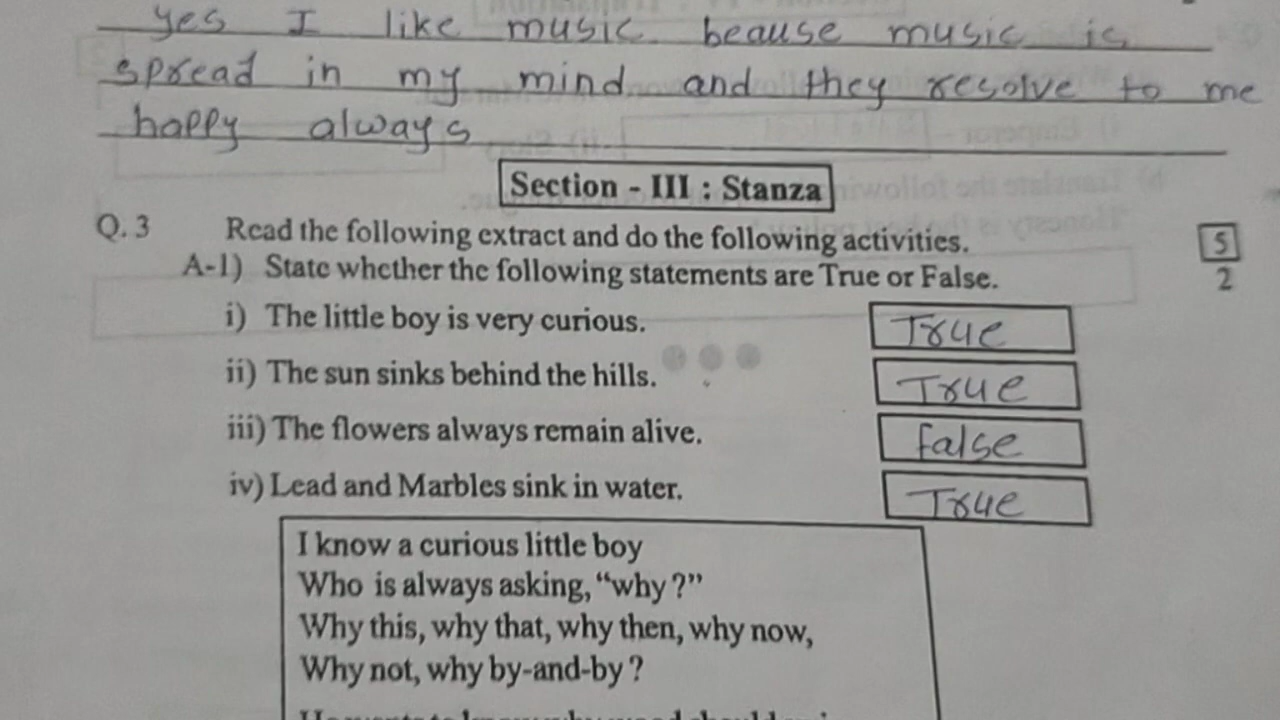 yes I like music beause music is
spread in my mind and they resolve to me
happy always
Section - III : Stanza
Q. 3 Read the following extract and do the following activities. 5
A-1) State whether the following statements are True or False. 2
i) The little boy is very curious. True
ii) The sun sinks behind the hills. True
iii) The flowers always remain alive. false
iv) Lead and Marbles sink in water. True
I know a curious little boy
Who is always asking, “why ?”
Why this, why that, why then, why now,
Why not, why by-and-by ?